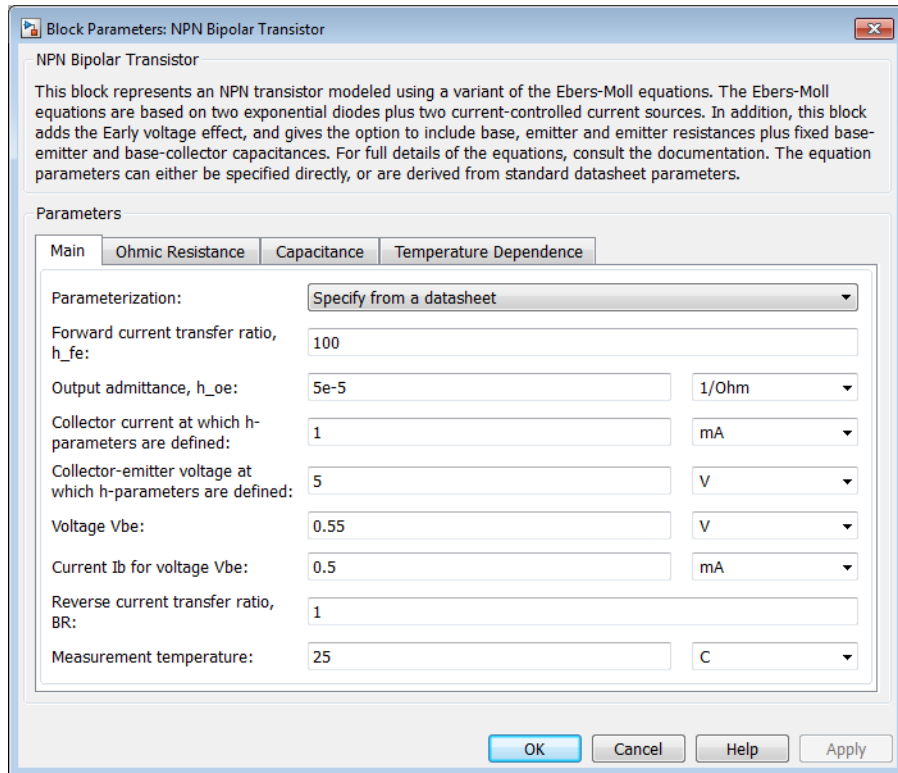 Block Parameters: NPN Bipolar Transistor
NPN Bipolar Transistor
This block represents an NPN transistor modeled using a variant of the Ebers-Moll equations. The Ebers-Moll
equations are based on two exponential diodes plus two current-controlled current sources. In addition, this block
adds the Early voltage effect, and gives the option to include base, emitter and emitter resistances plus fixed base-
emitter and base-collector capacitances. For full details of the equations, consult the documentation. The equation
parameters can either be specified directly, or are derived from standard datasheet parameters.
Parameters
Main Ohmic Resistance Capacitance Temperature Dependence
Parameterization: Specify from a datasheet
Forward current transfer ratio,
h_fe:
100
Output admittance, h_oe: 5e-5 1/Ohm
Collector current at which h-
parameters are defined:
1 mA
Collector-emitter voltage at
which h-parameters are defined:
5 V
Voltage Vbe: 0.55 V
Current Ib for voltage Vbe: 0.5 mA
Reverse current transfer ratio,
BR:
1
Measurement temperature: 25 C
OK Cancel Help Apply